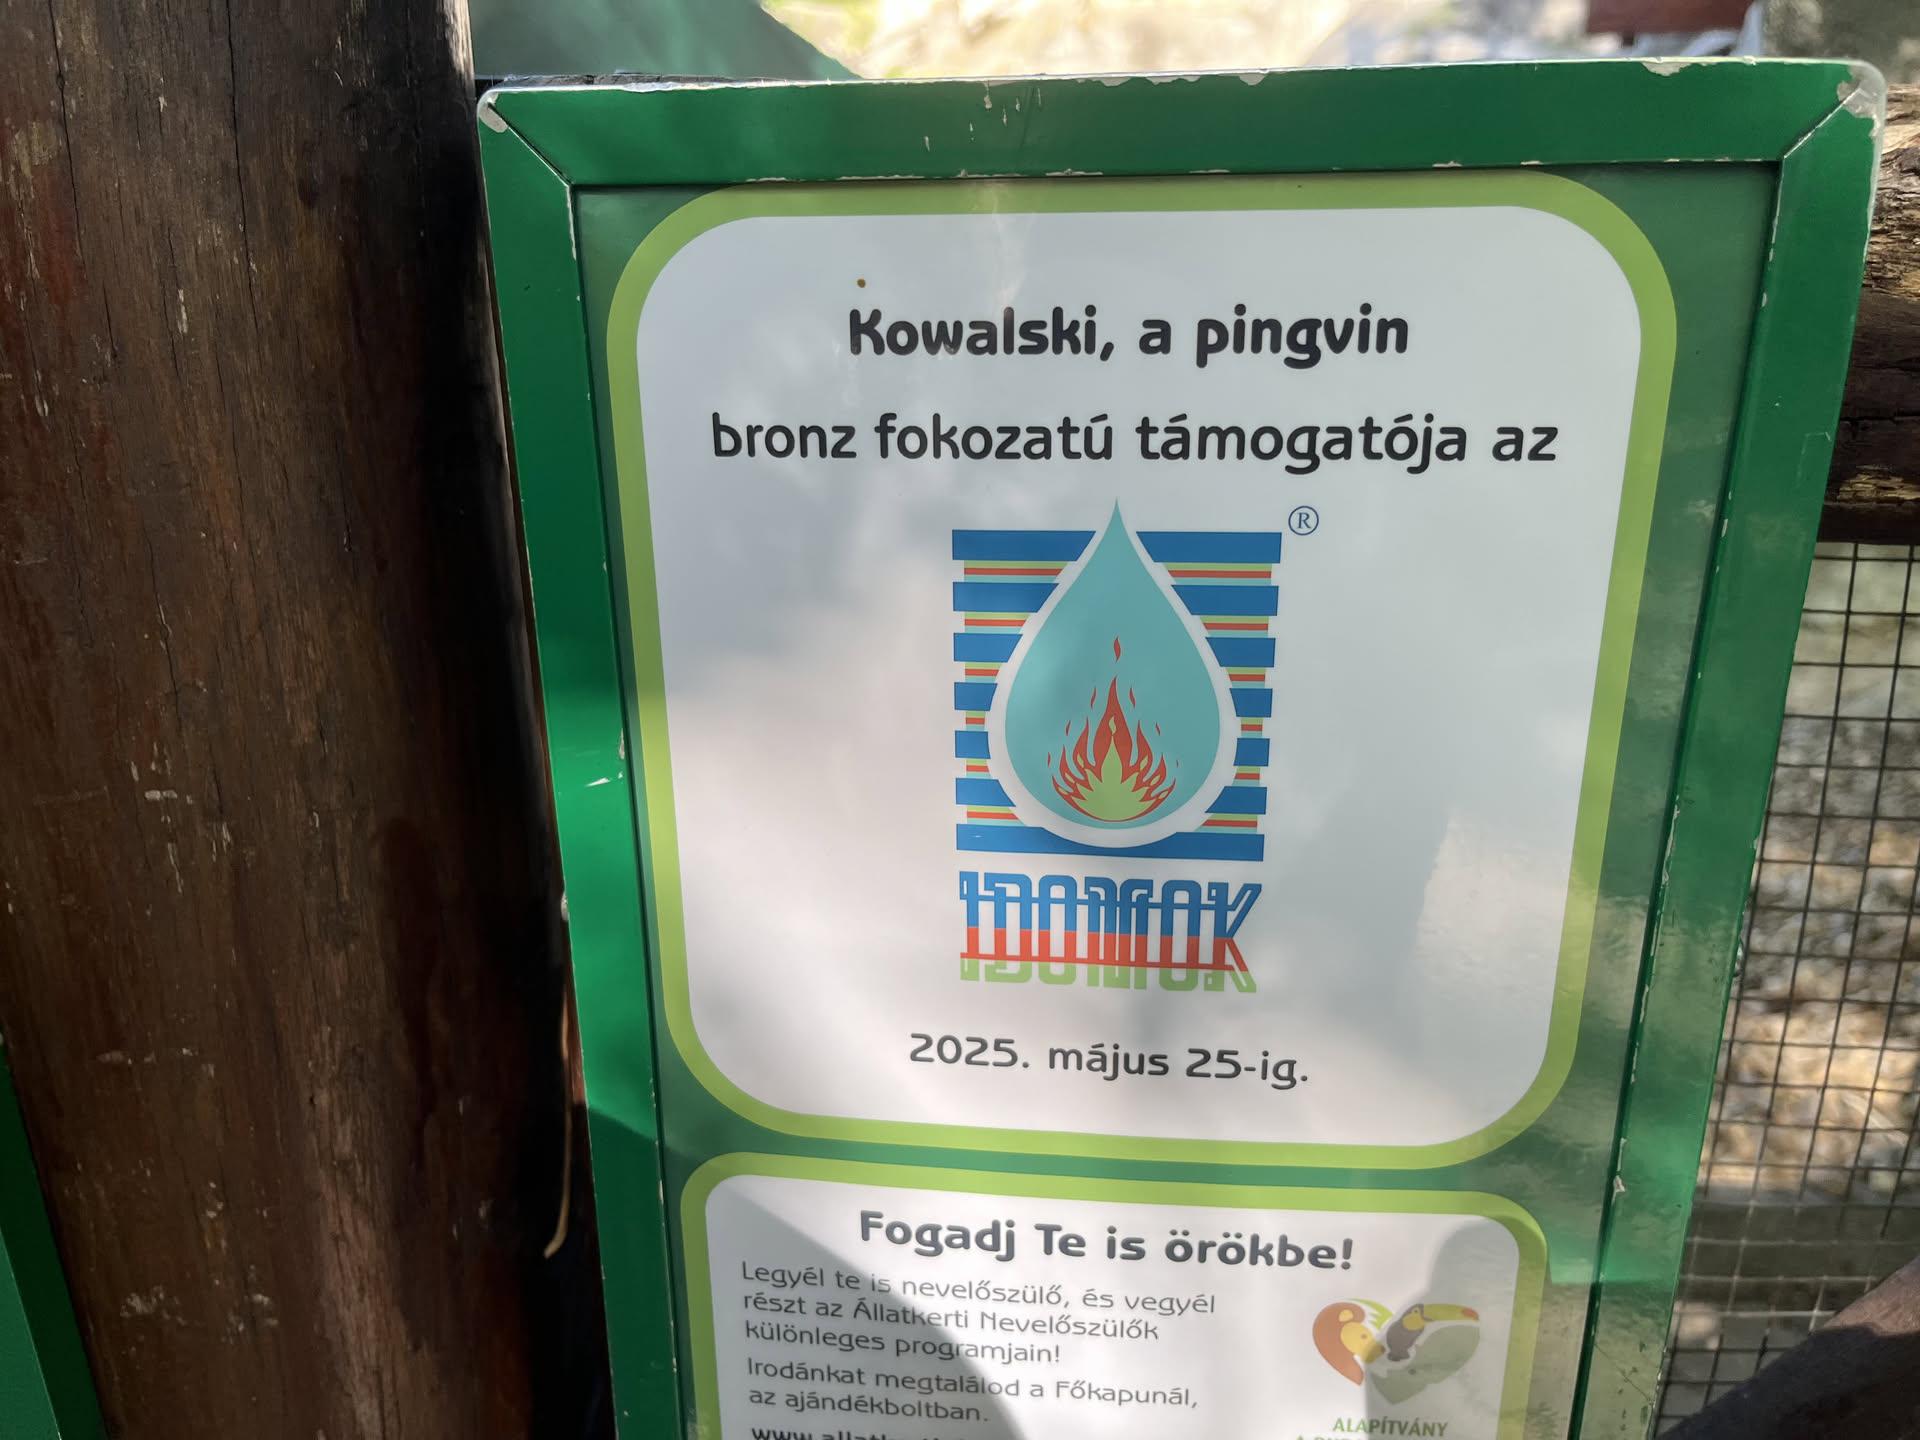 Kowalski, a pingvin
bronz fokozatú támogatója az
®
IDOMOK
2025. május 25-ig.
Fogadj Te is örökbe!
Legyél te is nevelőszülő, és vegyél
részt az Állatkerti Nevelőszülők
különleges programjain!
Irodánkat megtalálod a Főkapunál,
az ajándékboltban.
ALAPÍTVÁNY